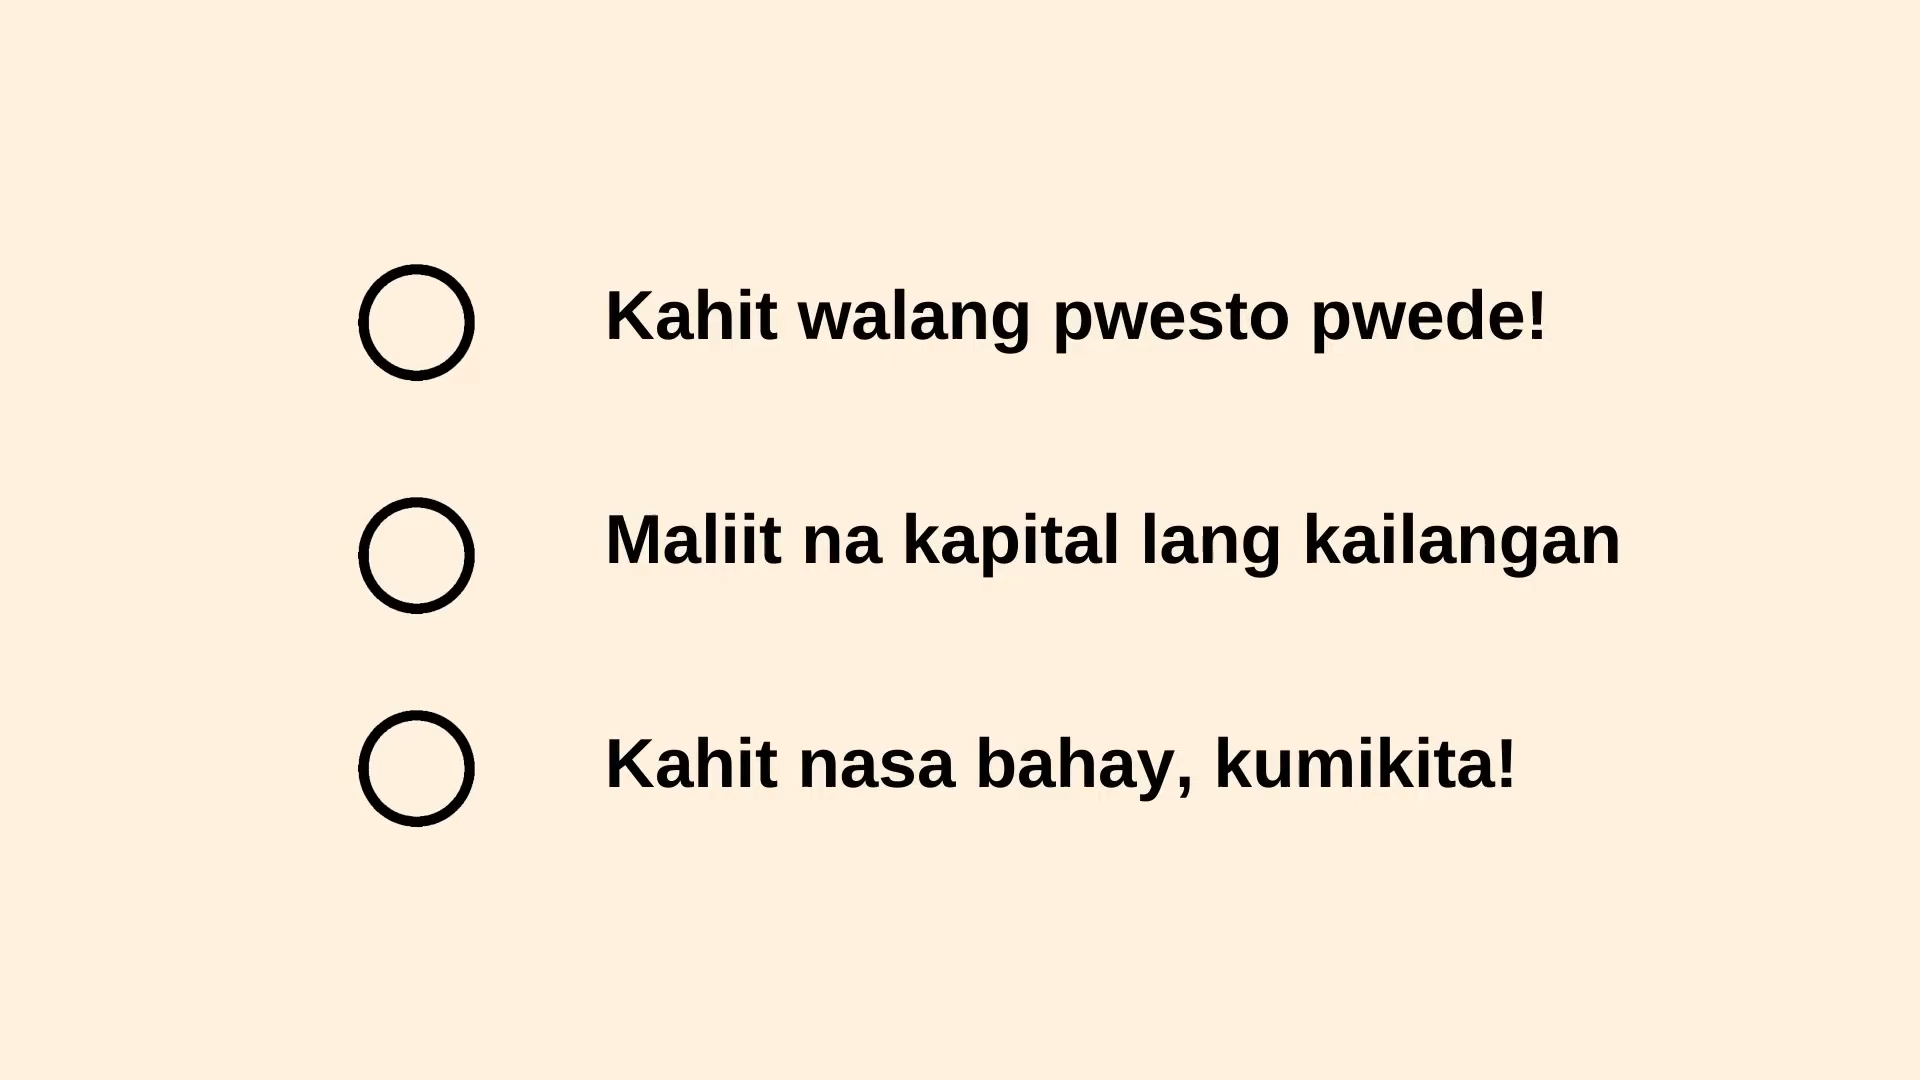 Kahit walang pwesto pwede!
Maliit na kapital lang kailangan
Kahit nasa bahay, kumikita!